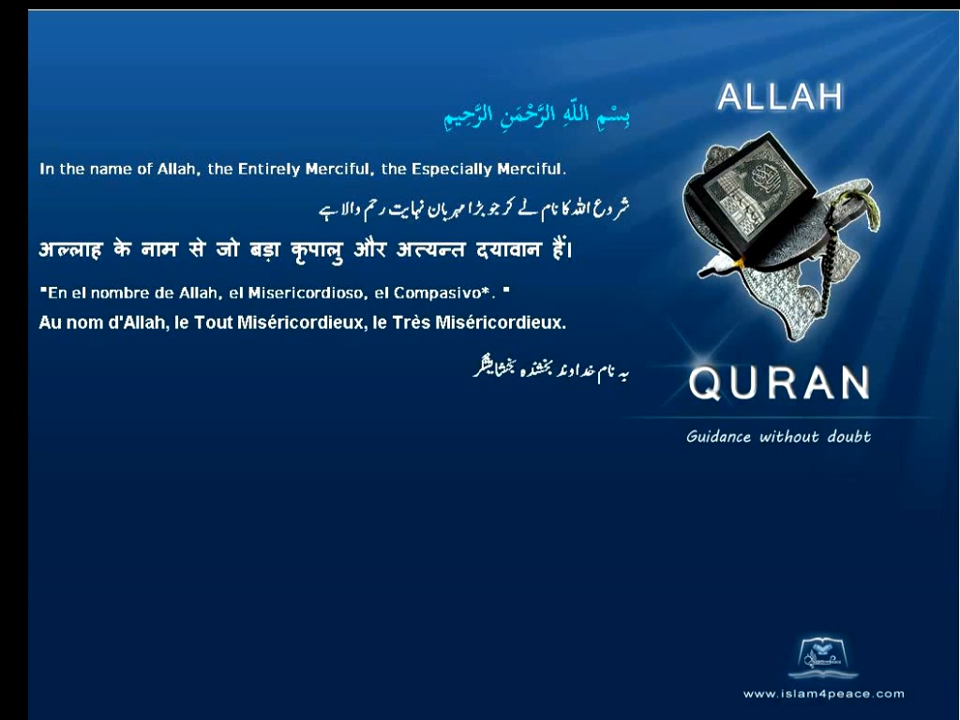 بِسْمِ اللّهِ الرَّحْمَنِ الرَّحِيمِ
In the name of Allah, the Entirely Merciful, the Especially Merciful.
شروع الله کا نام لے کر جو بڑا مہربان نہایت رحم والا ہے
अल्लाह के नाम से जो बड़ा कृपालु और अत्यन्त दयावान हैं।
"En el nombre de Allah, el Misericordioso, el Compasivo*. "
Au nom d'Allah, le Tout Miséricordieux, le Très Miséricordieux.
به نام خداوند بخشنده بخشایشگر
ALLAH
QURAN
Guidance without doubt
www.islam4peace.com